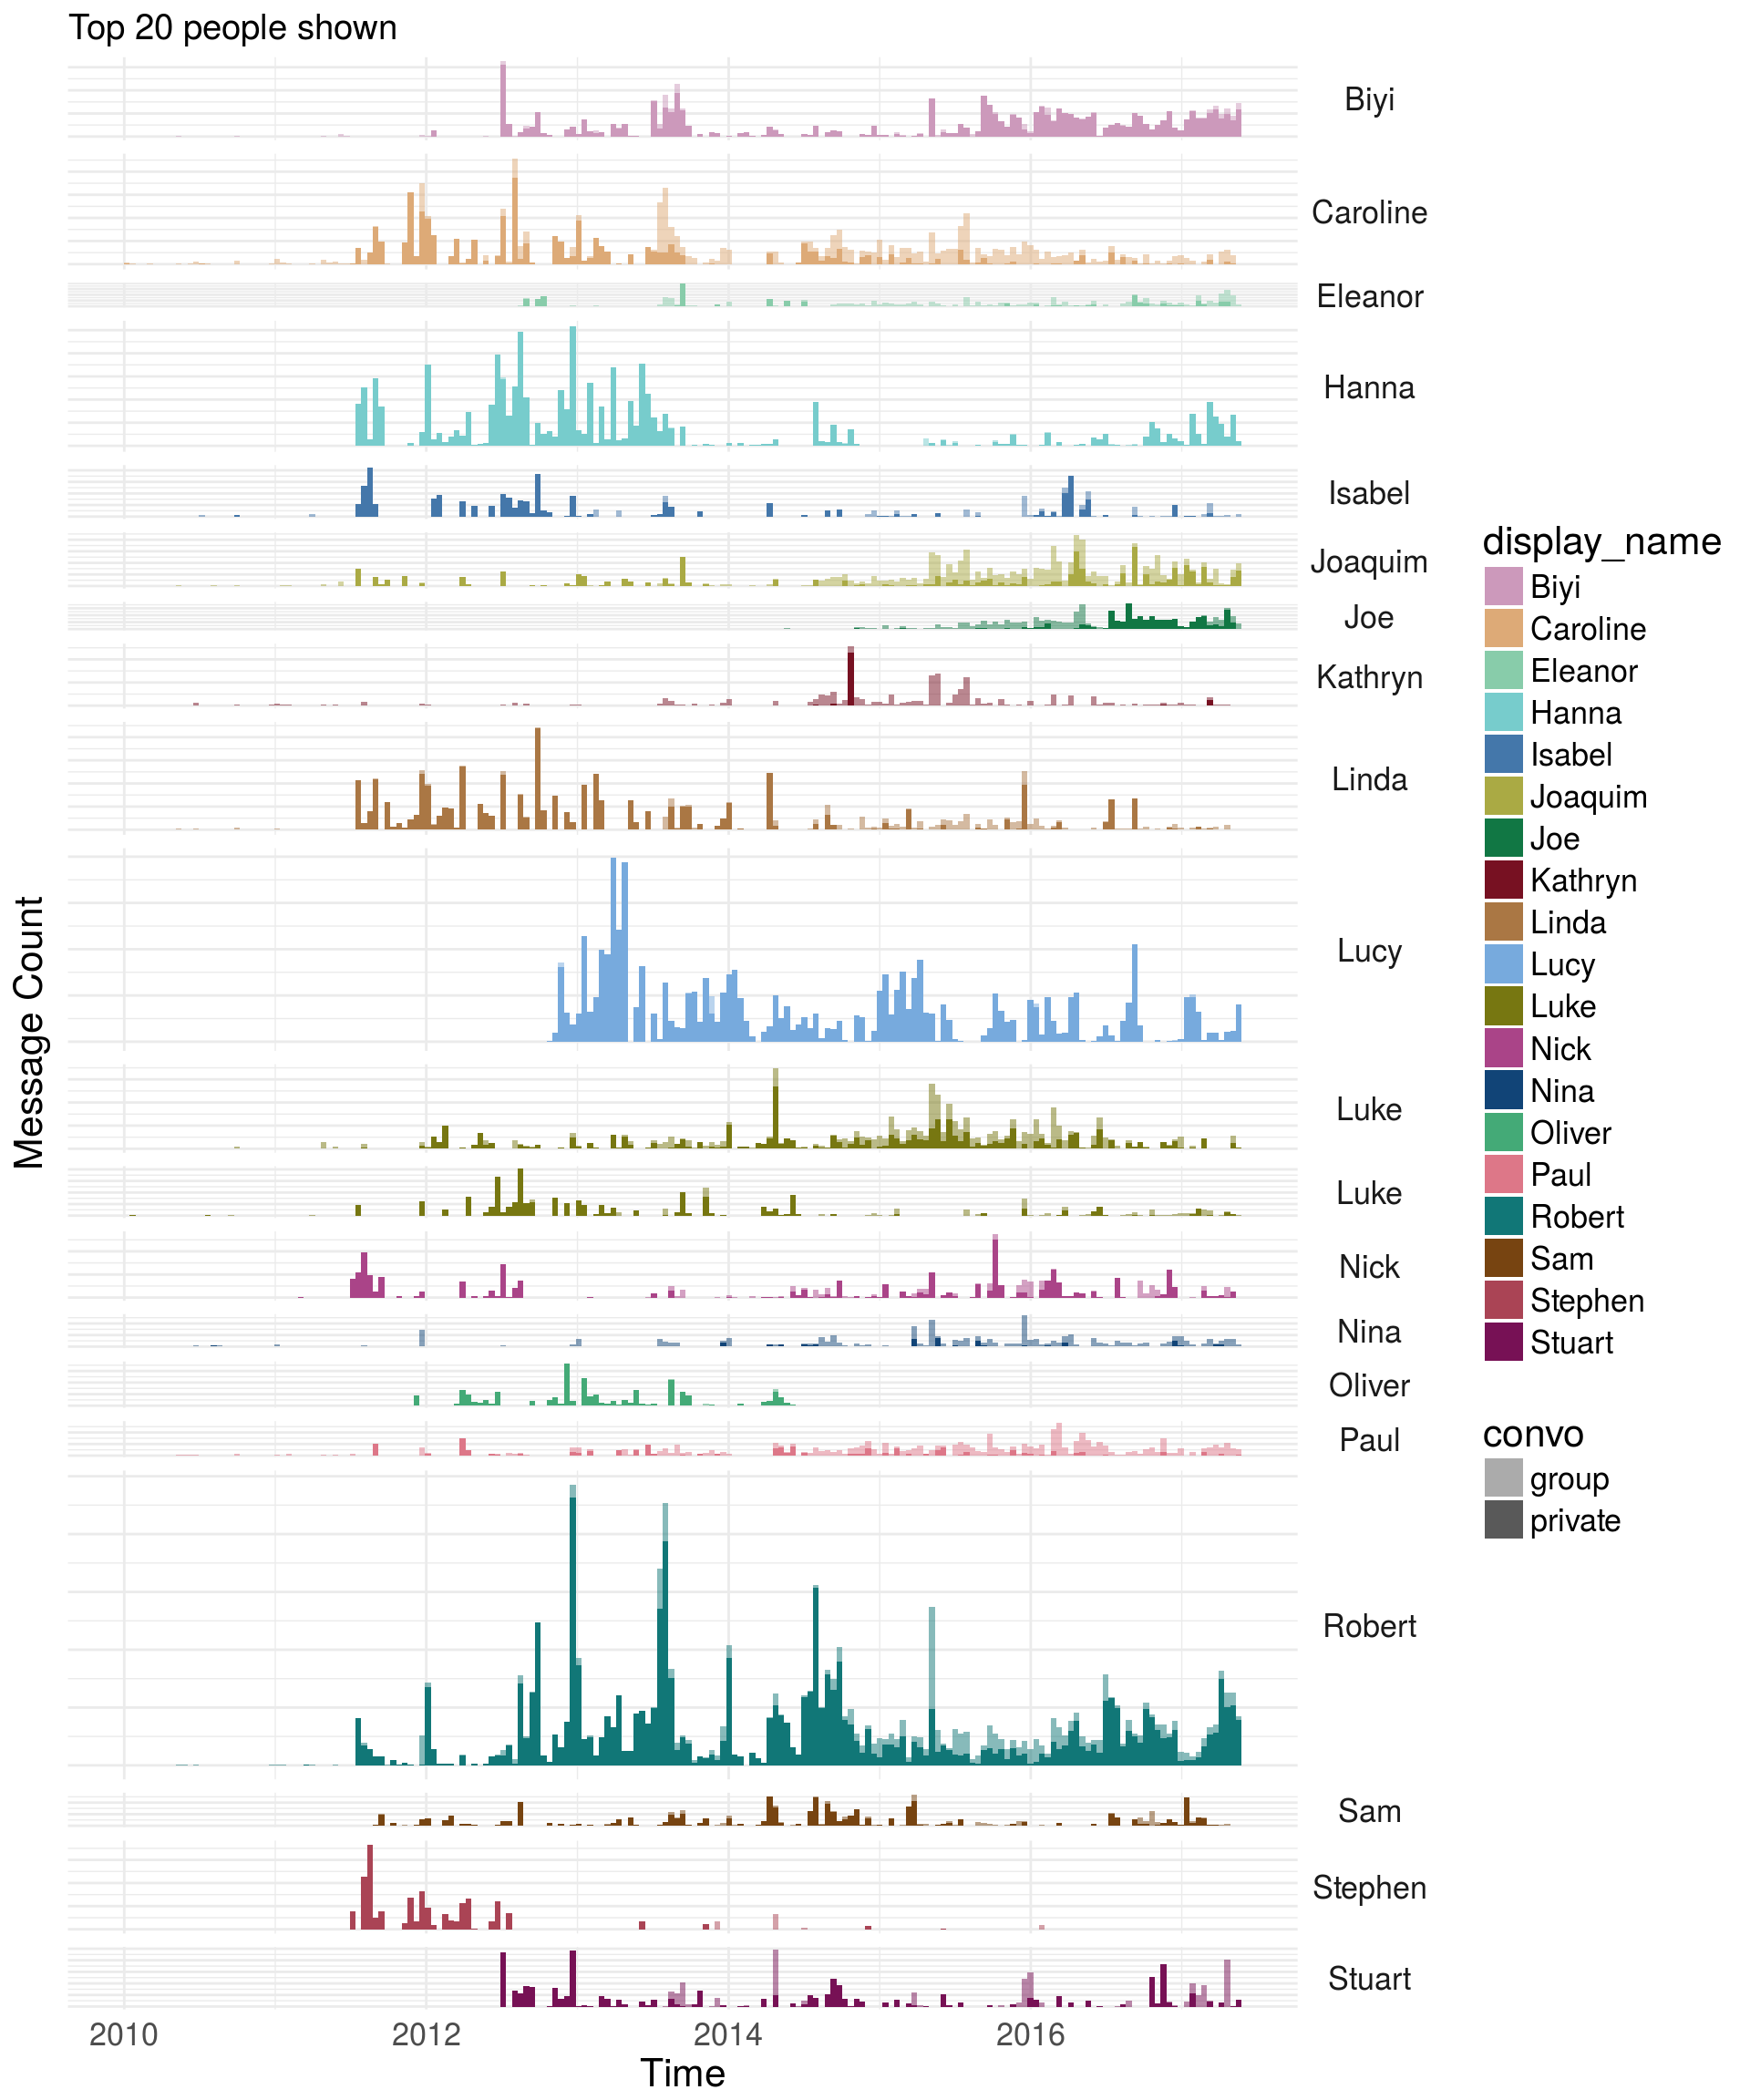 Top 20 people shown
Biyi
Caroline
Eleanor
Hanna
Isabel
Joaquim
Joe
Kathryn
Linda
Lucy
Luke
Luke
Nick
Nina
Oliver
Paul
Robert
Sam
Stephen
Stuart
Message Count
2010 2012 2014 2016
Time
display_name
Biyi
Caroline
Eleanor
Hanna
Isabel
Joaquim
Joe
Kathryn
Linda
Lucy
Luke
Nick
Nina
Oliver
Paul
Robert
Sam
Stephen
Stuart
convo
group
private